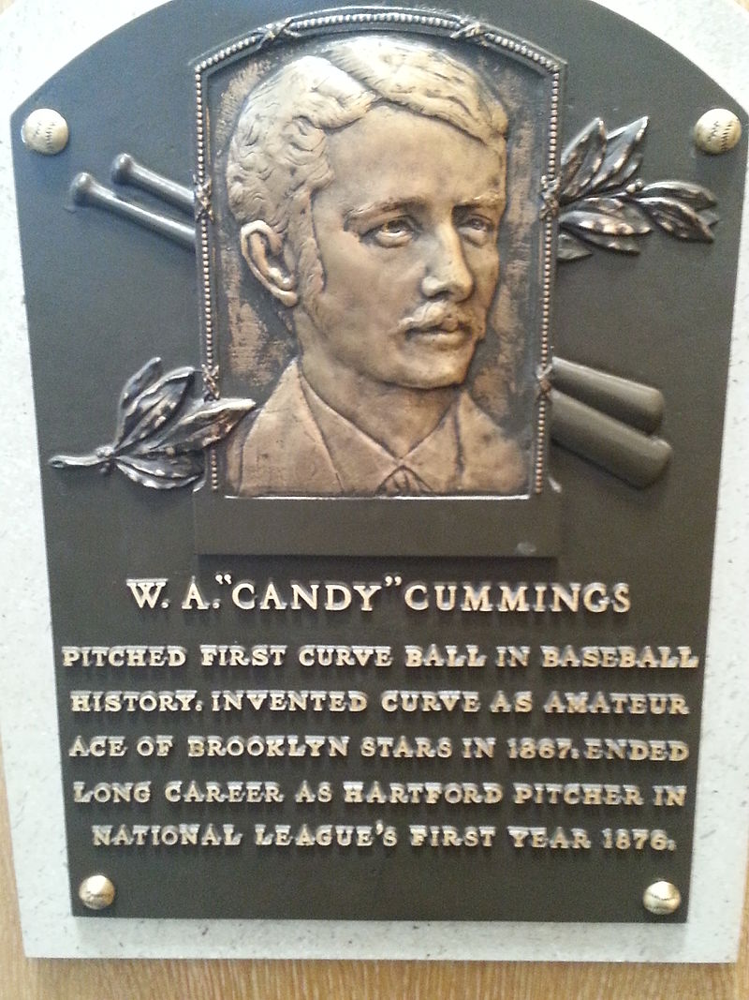 W. A. "CANDY" CUMMINGS
PITCHED FIRST CURVE BALL IN BASEBALL
HISTORY. INVENTED CURVE AS AMATEUR
ACE OF BROOKLYN STARS IN 1867. ENDED
LONG CAREER AS HARTFORD PITCHER IN
NATIONAL LEAGUE'S FIRST YEAR 1876.